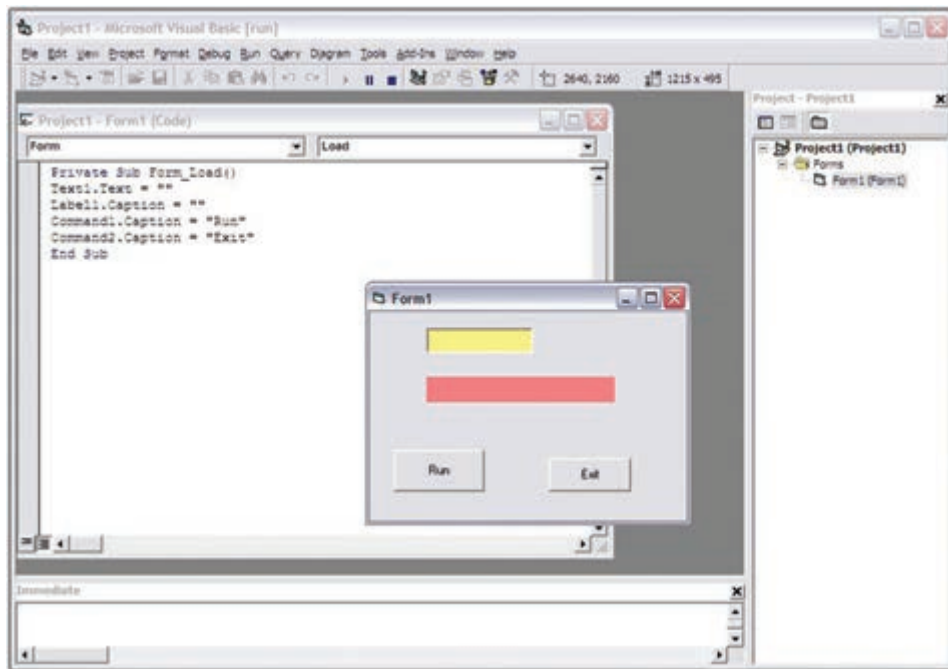 Project1 - Microsoft Visual Basic [run]
File Edit View Project Format Debug Run Query Diagram Tools Add-Ins Window Help
2640, 2160 1215 x 495
Project - Project1
Project1 - Form1 (Code)
Form Load
Project1 (Project1)
Forms
Form1 (Form1)
Private Sub Form_Load()
Text1.Text = ""
Label1.Caption = ""
Command1.Caption = "Run"
Command2.Caption = "Exit"
End Sub
Form1
Run Exit
Immediate